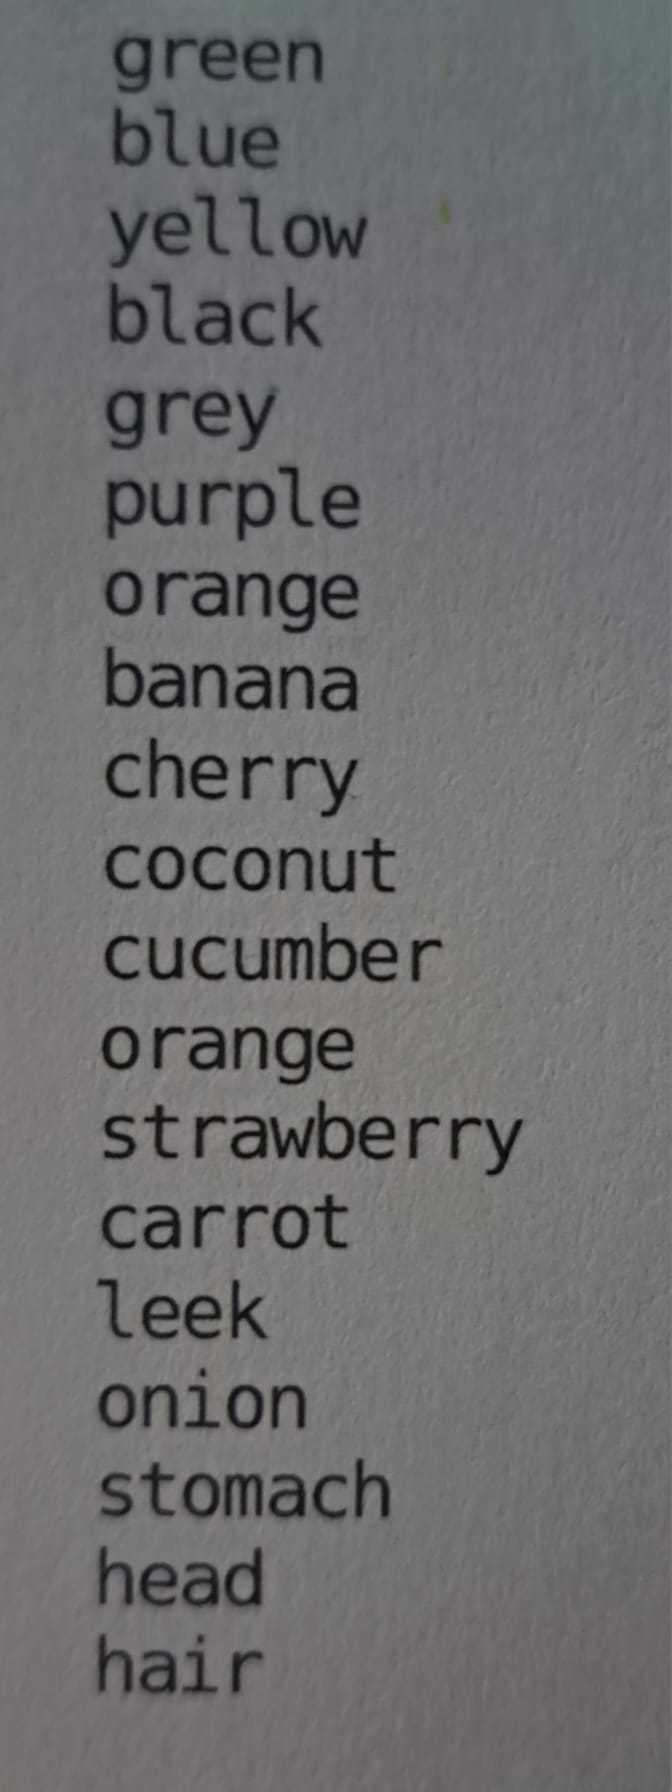 green
blue
yellow
black
grey
purple
orange
banana
cherry
coconut
cucumber
orange
strawberry
carrot
leek
onion
stomach
head
hair